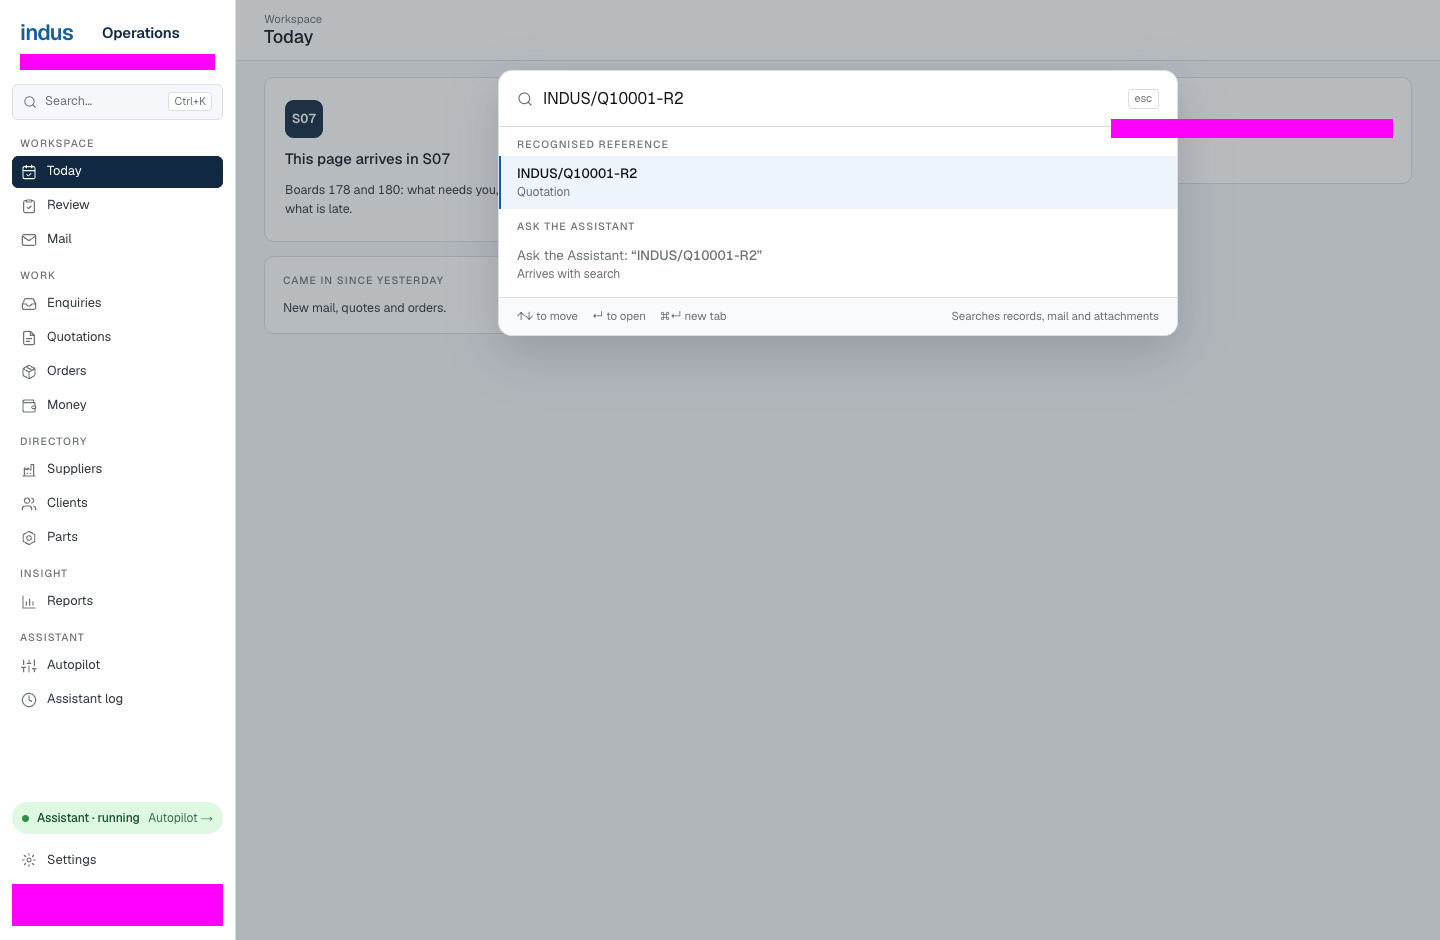 indus Operations
Search... Ctrl+K
WORKSPACE
Today
Review
Mail
WORK
Enquiries
Quotations
Orders
Money
DIRECTORY
Suppliers
Clients
Parts
INSIGHT
Reports
ASSISTANT
Autopilot
Assistant log
Assistant · running Autopilot →
Settings
Workspace
Today
S07
This page arrives in S07
Boards 178 and 180: what needs you,
what is late.
CAME IN SINCE YESTERDAY
New mail, quotes and orders.
INDUS/Q10001-R2 esc
RECOGNISED REFERENCE
INDUS/Q10001-R2
Quotation
ASK THE ASSISTANT
Ask the Assistant: “INDUS/Q10001-R2”
Arrives with search
↑↓ to move ↵ to open ⌘↵ new tab Searches records, mail and attachments